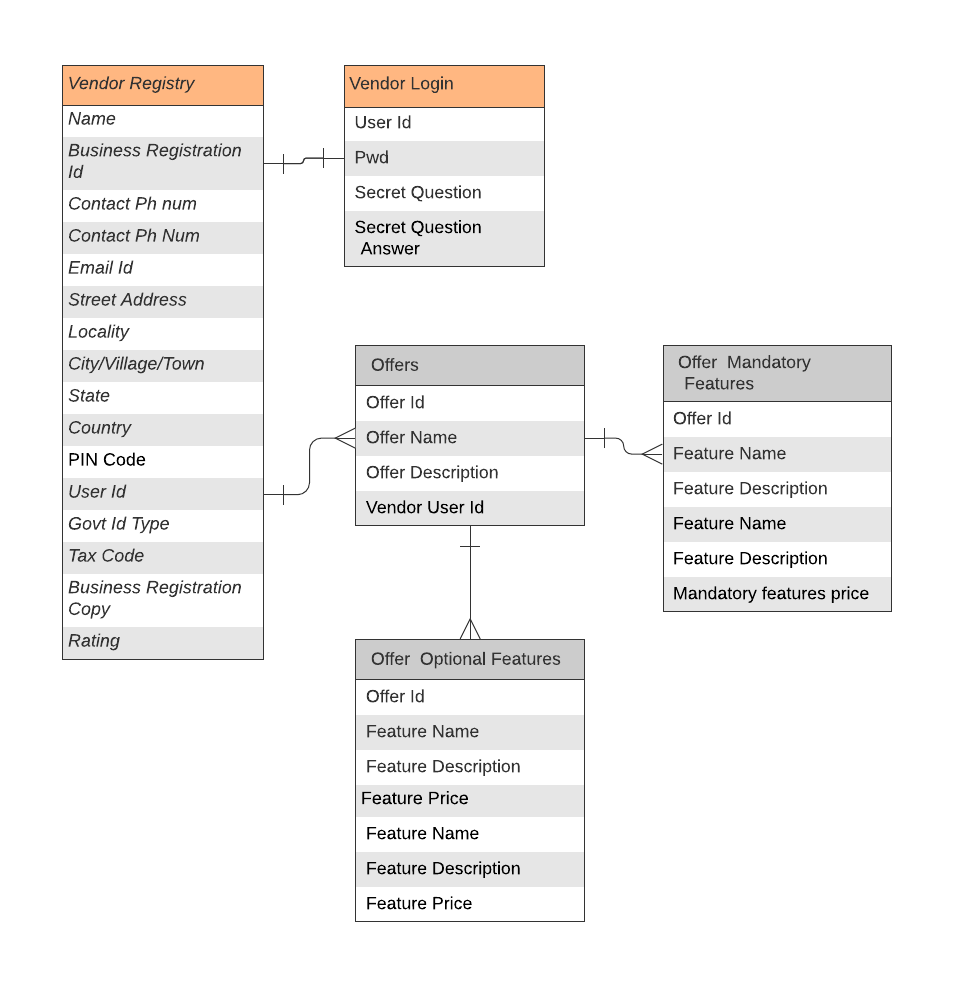 Vendor Registry
Name
Business Registration
Id
Contact Ph num
Contact Ph Num
Email Id
Street Address
Locality
City/Village/Town
State
Country
PIN Code
User Id
Govt Id Type
Tax Code
Business Registration
Copy
Rating
Vendor Login
User Id
Pwd
Secret Question
Secret Question
Answer
Offers
Offer Id
Offer Name
Offer Description
Vendor User Id
Offer Mandatory
Features
Offer Id
Feature Name
Feature Description
Feature Name
Feature Description
Mandatory features price
Offer Optional Features
Offer Id
Feature Name
Feature Description
Feature Price
Feature Name
Feature Description
Feature Price